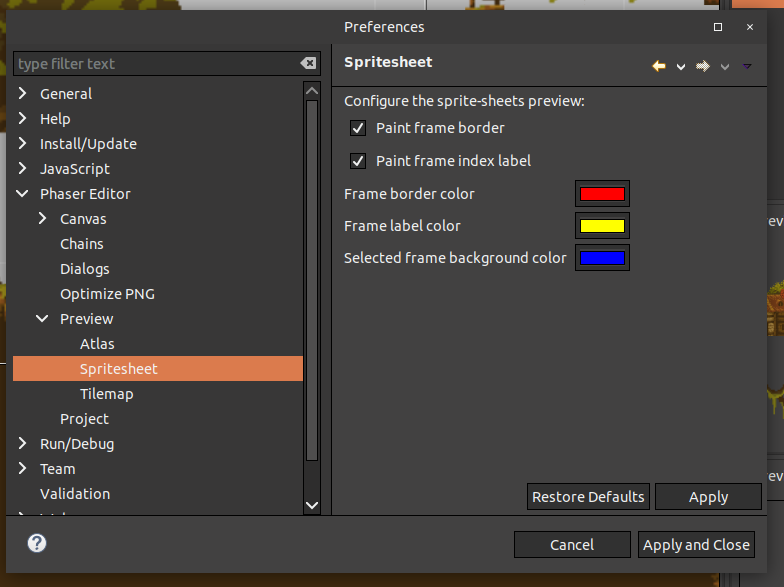 Preferences
type filter text
General
Help
Install/Update
JavaScript
Phaser Editor
Canvas
Chains
Dialogs
Optimize PNG
Preview
Atlas
Spritesheet
Tilemap
Project
Run/Debug
Team
Validation
Spritesheet
Configure the sprite-sheets preview:
Paint frame border
Paint frame index label
Frame border color
Frame label color
Selected frame background color
Restore Defaults
Apply
Cancel
Apply and Close